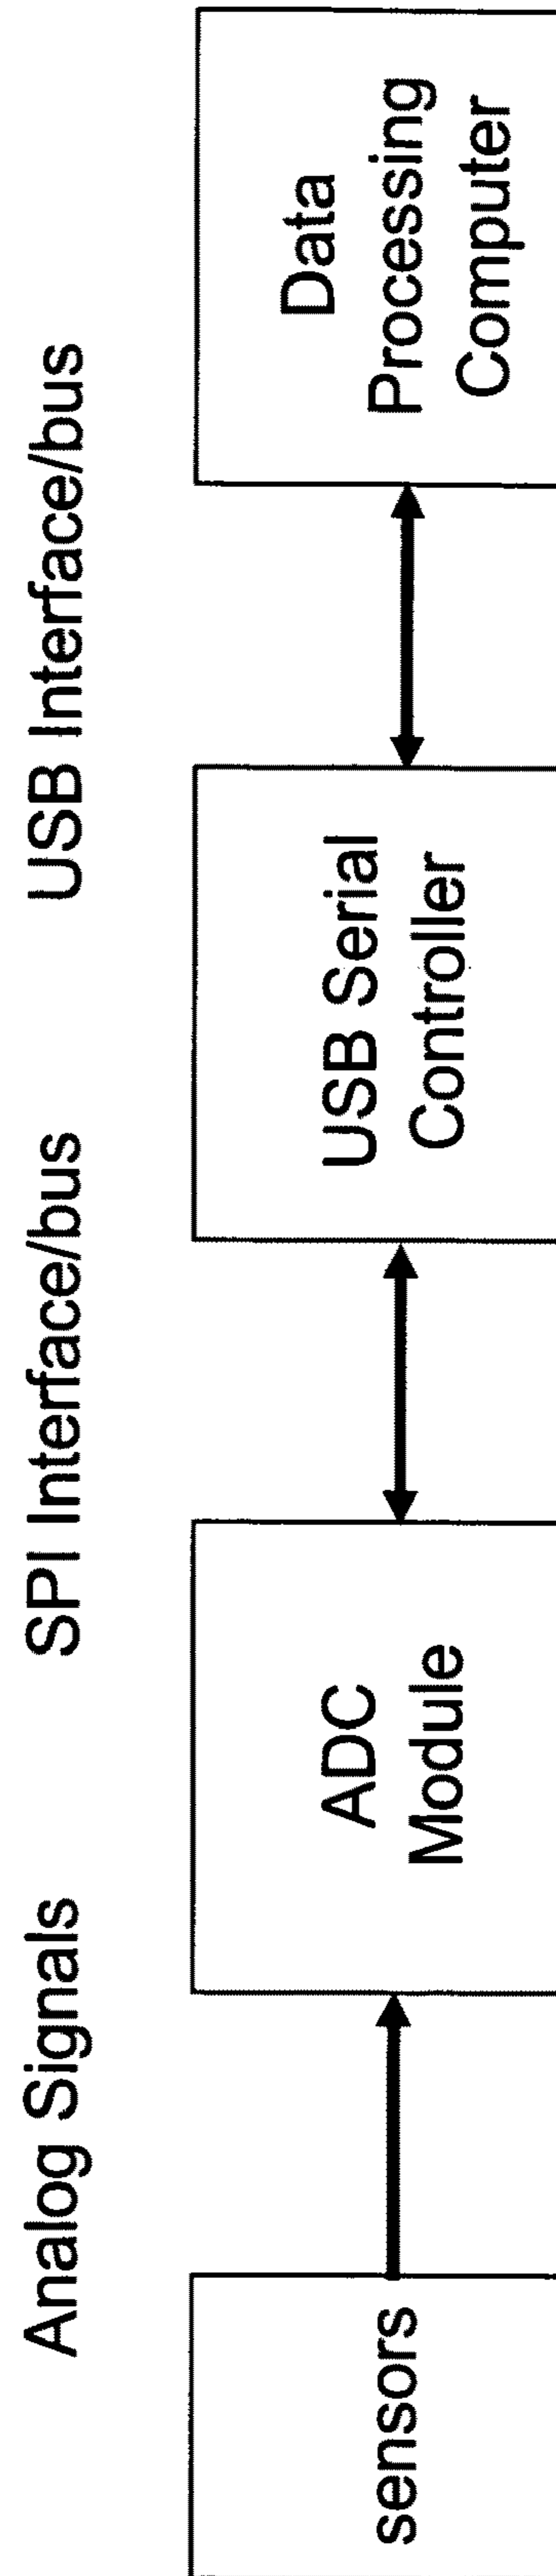 Analog Signals
SPI Interface/bus
USB Interface/bus
sensors
ADC
Module
USB Serial
Controller
Data
Processing
Computer